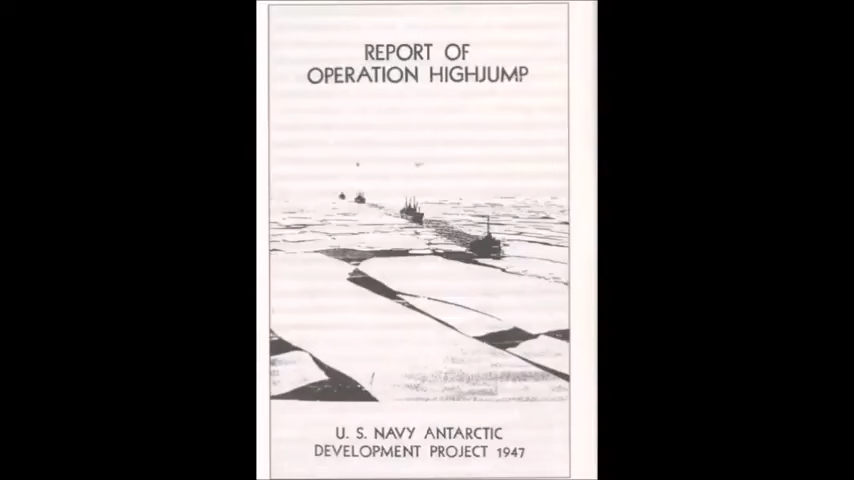 REPORT OF
OPERATION HIGHJUMP
U. S. NAVY ANTARCTIC
DEVELOPMENT PROJECT 1947